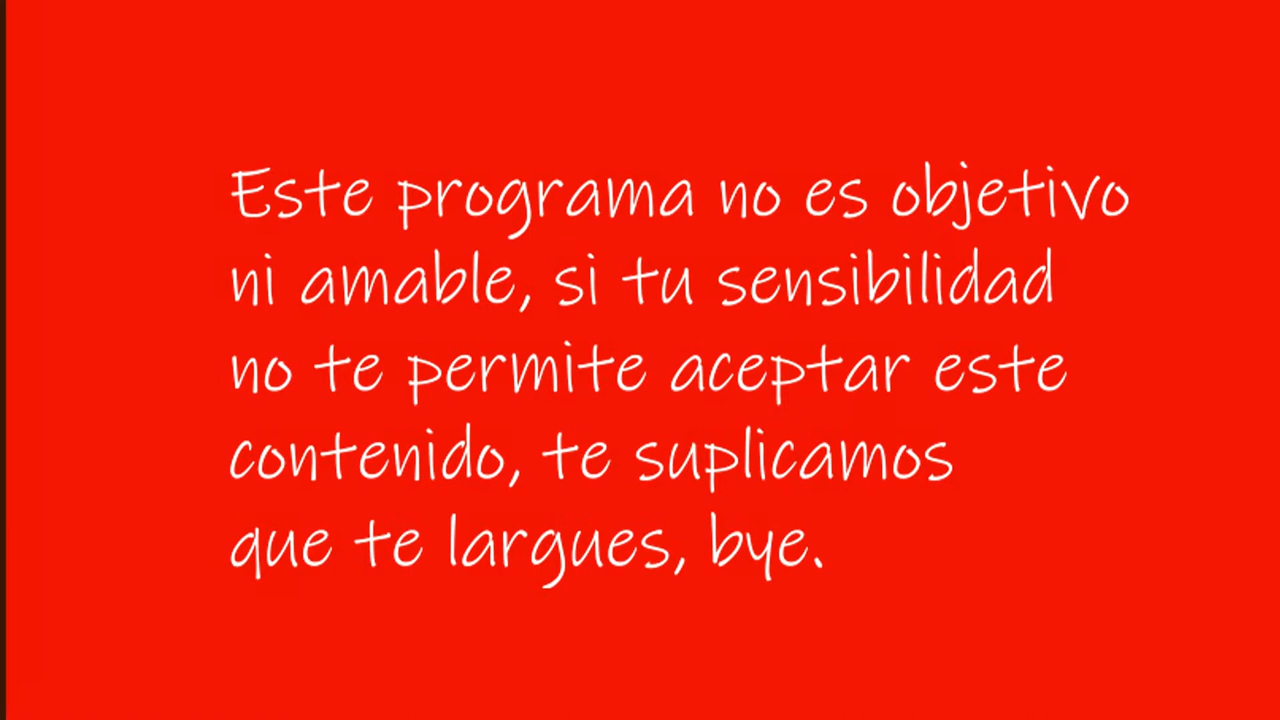 Este programa no es objetivo
ni amable, si tu sensibilidad
no te permite aceptar este
contenido, te suplicamos
que te largues, bye.